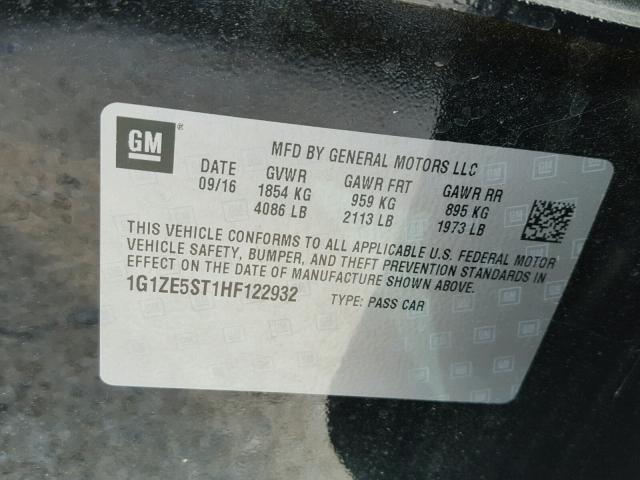 GM ®
MFD BY GENERAL MOTORS LLC
DATE GVWR GAWR FRT GAWR RR
09/16 1854 KG 959 KG 895 KG
4086 LB 2113 LB 1973 LB
THIS VEHICLE CONFORMS TO ALL APPLICABLE U.S. FEDERAL MOTOR
VEHICLE SAFETY, BUMPER, AND THEFT PREVENTION STANDARDS IN
EFFECT ON THE DATE OF MANUFACTURE SHOWN ABOVE.
1G1ZE5ST1HF122932 TYPE: PASS CAR